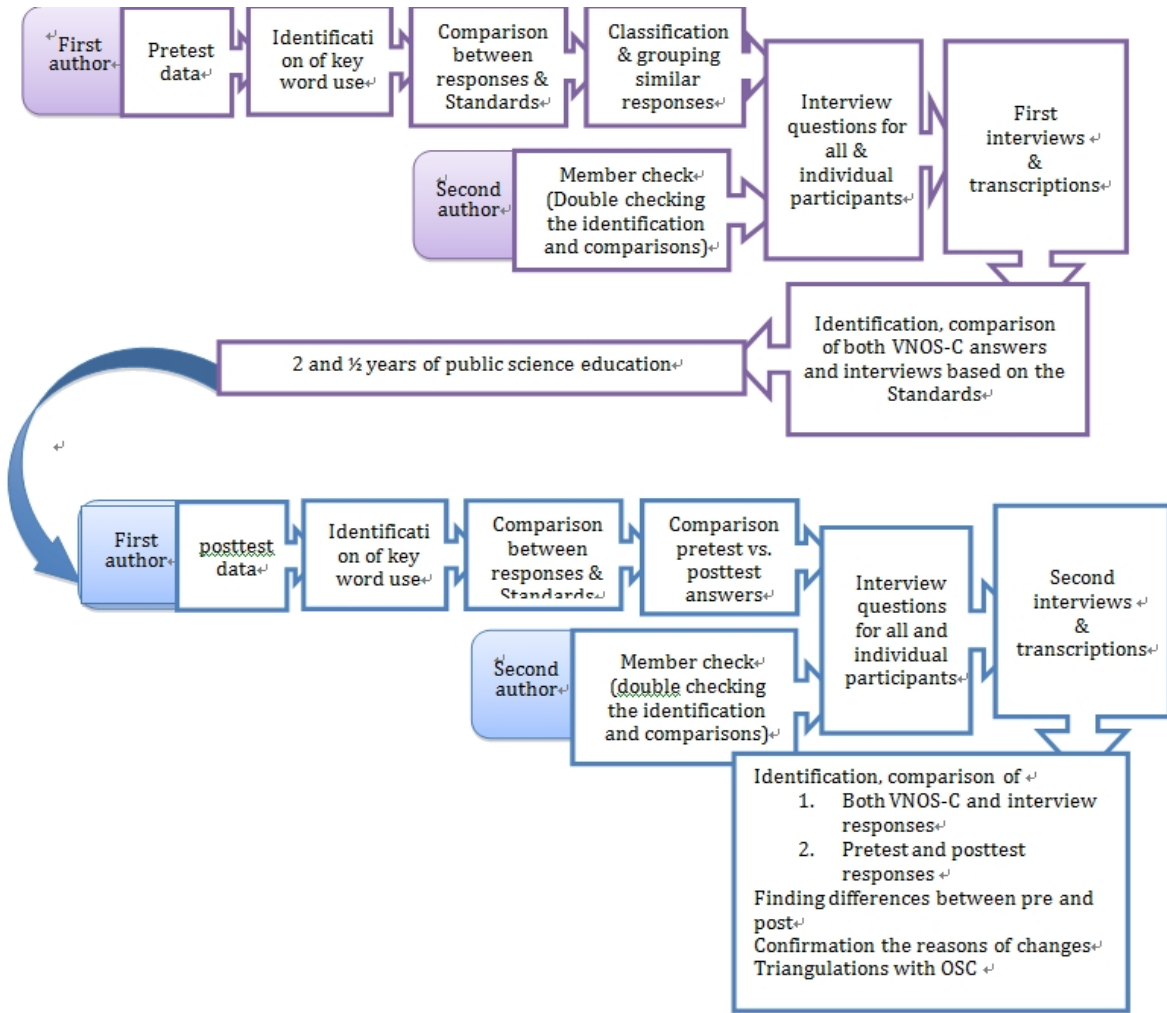 First
author
Pretest
data
Identificati
on of key
word use
Comparison
between
responses &
Standards
Classification
& grouping
similar
responses
Interview
questions for
all &
individual
participants
First
interviews
&
transcriptions
Second
author
Member check
(Double checking
the identification
and comparisons)
Identification, comparison
of both VNOS-C answers
and interviews based on the
Standards
2 and ½ years of public science education
First
author
posttest
data
Identificati
on of key
word use
Comparison
between
responses &
Standards
Comparison
pretest vs.
posttest
answers
Interview
questions
for all and
individual
participants
Second
interviews
&
transcriptions
Second
author
Member check
(double checking
the identification
and comparisons)
Identification, comparison of
1. Both VNOS-C and interview
responses
2. Pretest and posttest
responses
Finding differences between pre and
post
Confirmation the reasons of changes
Triangulations with OSC